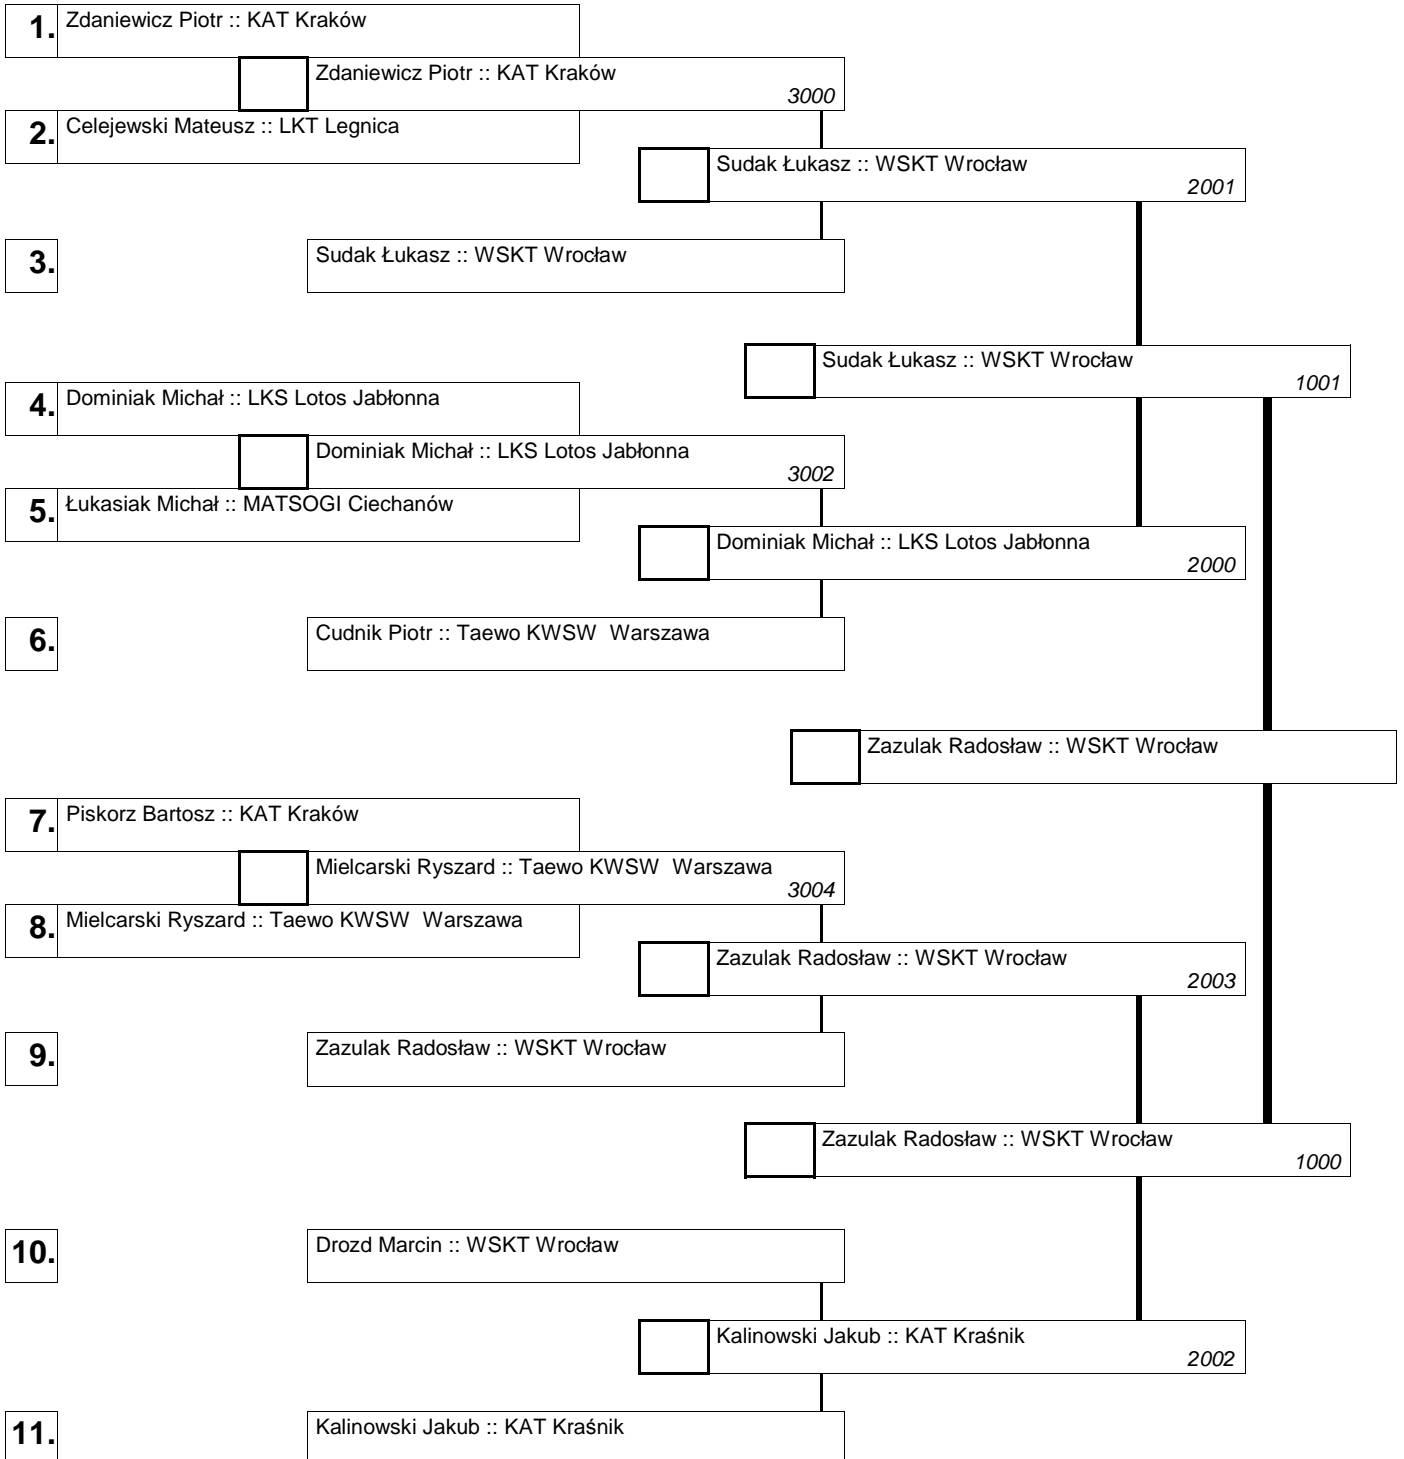 1. Zdaniewicz Piotr :: KAT Kraków
Zdaniewicz Piotr :: KAT Kraków
3000
2. Celejewski Mateusz :: LKT Legnica
Sudak Łukasz :: WSKT Wrocław
2001
3. Sudak Łukasz :: WSKT Wrocław
Sudak Łukasz :: WSKT Wrocław
1001
4. Dominiak Michał :: LKS Lotos Jabłonna
Dominiak Michał :: LKS Lotos Jabłonna
3002
5. Łukasiak Michał :: MATSOGI Ciechanów
Dominiak Michał :: LKS Lotos Jabłonna
2000
6. Cudnik Piotr :: Taewo KWSW  Warszawa
Zazulak Radosław :: WSKT Wrocław
7. Piskorz Bartosz :: KAT Kraków
Mielcarski Ryszard :: Taewo KWSW  Warszawa
3004
8. Mielcarski Ryszard :: Taewo KWSW  Warszawa
Zazulak Radosław :: WSKT Wrocław
2003
9. Zazulak Radosław :: WSKT Wrocław
Zazulak Radosław :: WSKT Wrocław
1000
10. Drozd Marcin :: WSKT Wrocław
Kalinowski Jakub :: KAT Kraśnik
2002
11. Kalinowski Jakub :: KAT Kraśnik